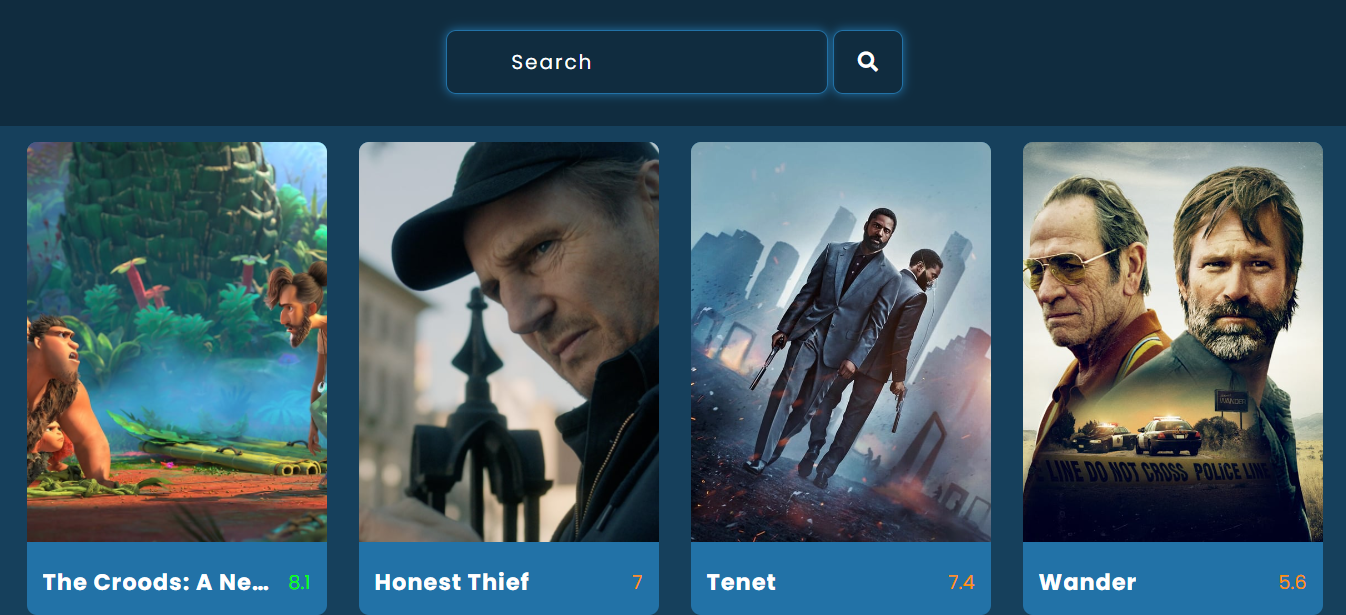 Search
WANDER
E LINE DO NOT CROSS POLICE LINE
The Croods: A Ne... 8.1
Honest Thief 7
Tenet 7.4
Wander 5.6